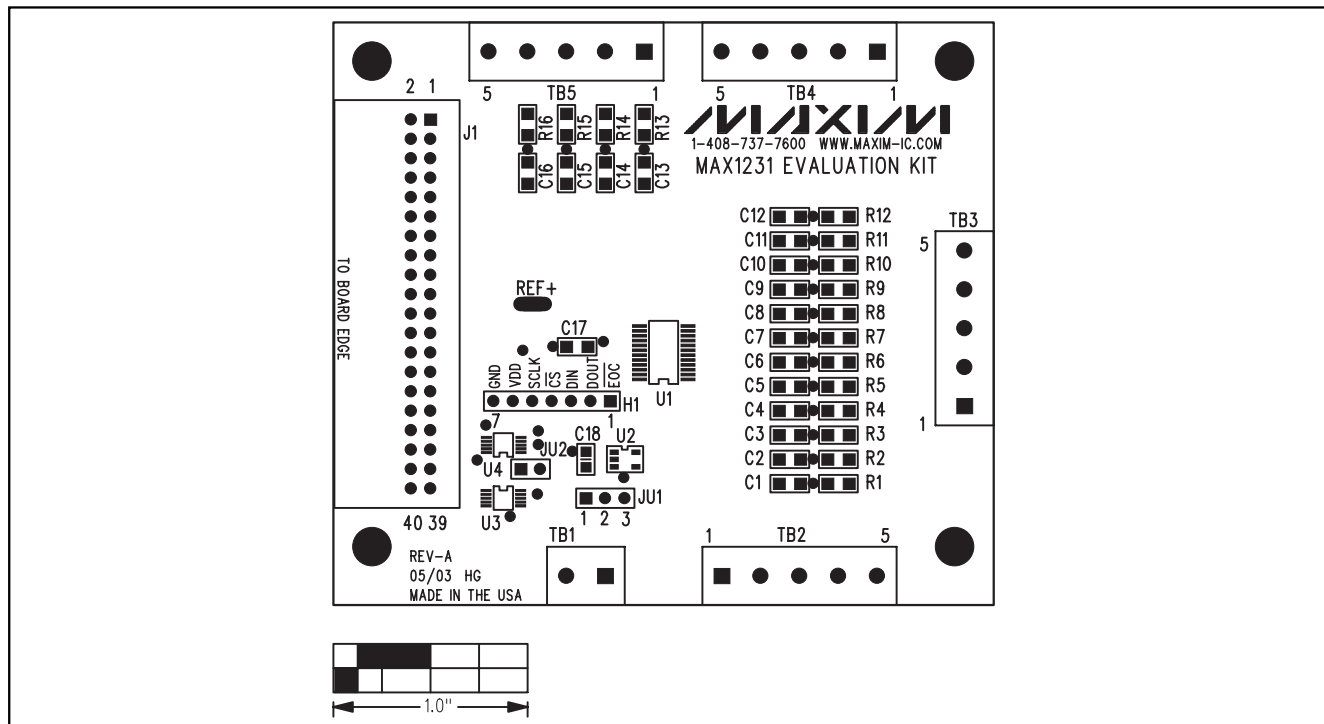 2 1
J1
TO BOARD EDGE
40 39
5 TB5 1
5 TB4 1
R16 R15 R14 R13
C16 C15 C14 C13
MAXIM
1-408-737-7600 WWW.MAXIM-IC.COM
MAX1231 EVALUATION KIT
C12 R12
C11 R11
C10 R10
C9 R9
C8 R8
C7 R7
C6 R6
C5 R5
C4 R4
C3 R3
C2 R2
C1 R1
TB3
5
1
REF+
C17
U1
GND VDD SCLK CS DIN DOUT EOC
H1
7 1
U4
JU2
C18
U2
U3
JU1
1 2 3
TB1
1 TB2 5
REV-A
05/03 HG
MADE IN THE USA
1.0"